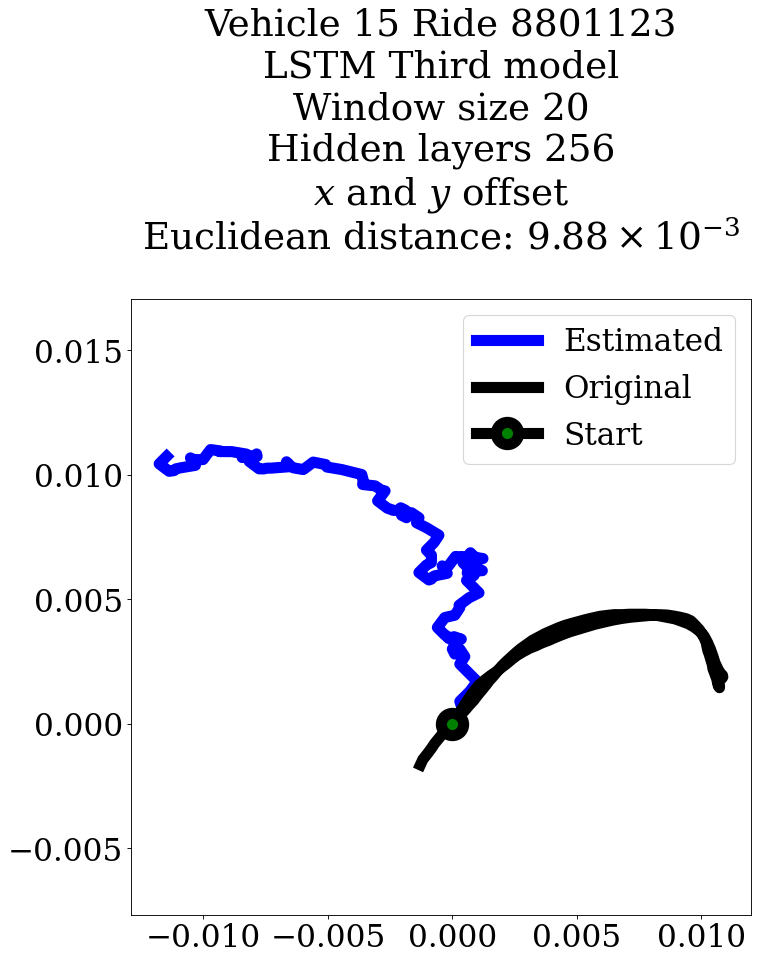 Vehicle 15 Ride 8801123
LSTM Third model
Window size 20
Hidden layers 256
x and y offset
Euclidean distance: 9.88 × 10⁻³
Estimated
Original
Start
0.015
0.010
0.005
0.000
−0.005
−0.010 −0.005 0.000 0.005 0.010